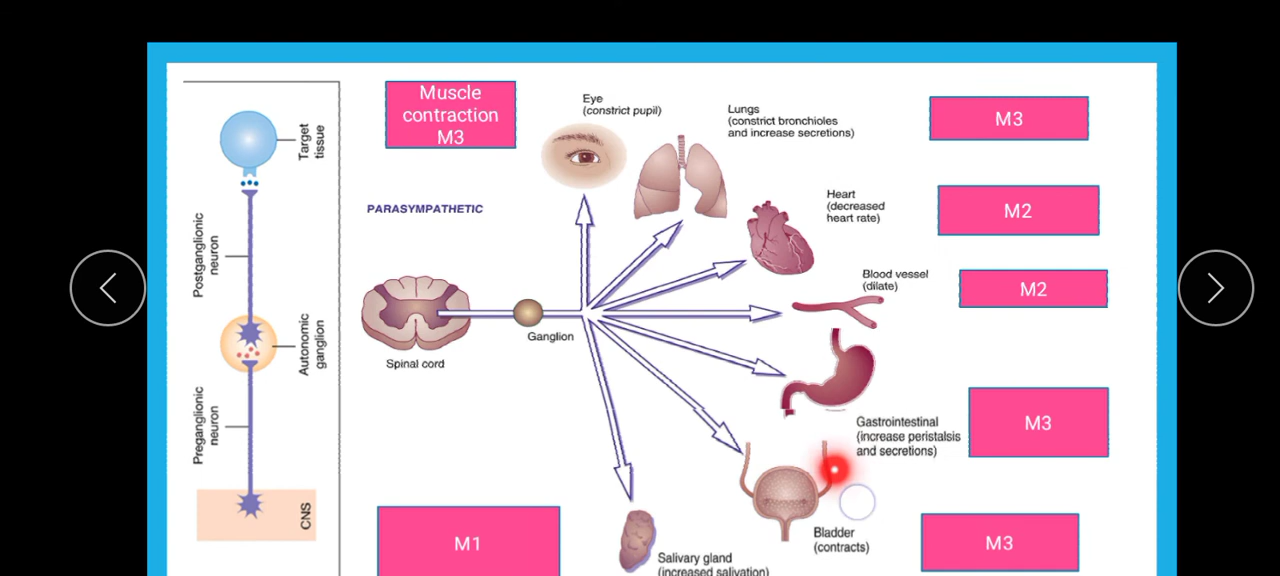 Muscle
contraction
M3
Eye
(constrict pupil)
Lungs
(constrict bronchioles
and increase secretions)
M3
Target
tissue
PARASYMPATHETIC
Heart
(decreased
heart rate)
M2
Postganglionic
neuron
Blood vessel
(dilate)
M2
Ganglion
Spinal cord
Autonomic
ganglion
Preganglionic
neuron
Gastrointestinal
(increase peristalsis
and secretions)
M3
CNS
M1
Bladder
(contracts)
M3
Salivary gland
(increased salivation)